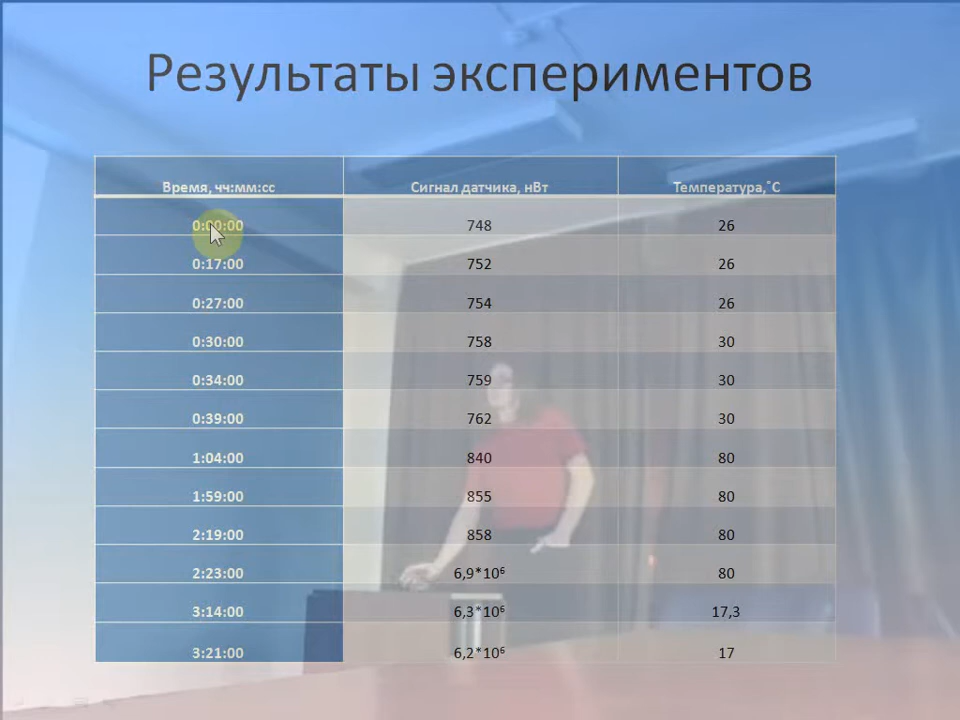 Результаты экспериментов
Время, чч:мм:сс Сигнал датчика, нВт Температура,˚С
0:00:00 748 26
0:17:00 752 26
0:27:00 754 26
0:30:00 758 30
0:34:00 759 30
0:39:00 762 30
1:04:00 840 80
1:59:00 855 80
2:19:00 858 80
2:23:00 6,9*10⁶ 80
3:14:00 6,3*10⁶ 17,3
3:21:00 6,2*10⁶ 17